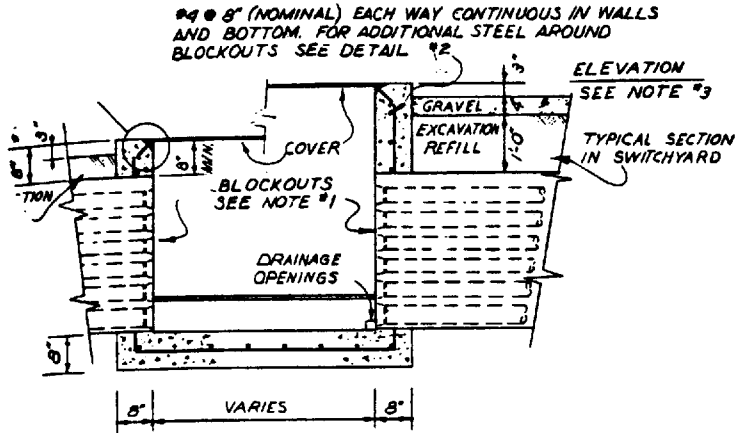 #4 @ 8" (NOMINAL) EACH WAY CONTINUOUS IN WALLS
AND BOTTOM. FOR ADDITIONAL STEEL AROUND
BLOCKOUTS SEE DETAIL #2
3"
ELEVATION
SEE NOTE #3
GRAVEL
4"
EXCAVATION
REFILL
1'-0"
TYPICAL SECTION
IN SWITCHYARD
3"
8"
8"
MIN.
COVER
TION
BLOCKOUTS
SEE NOTE #1
DRAINAGE
OPENINGS
8"
8"
VARIES
8"